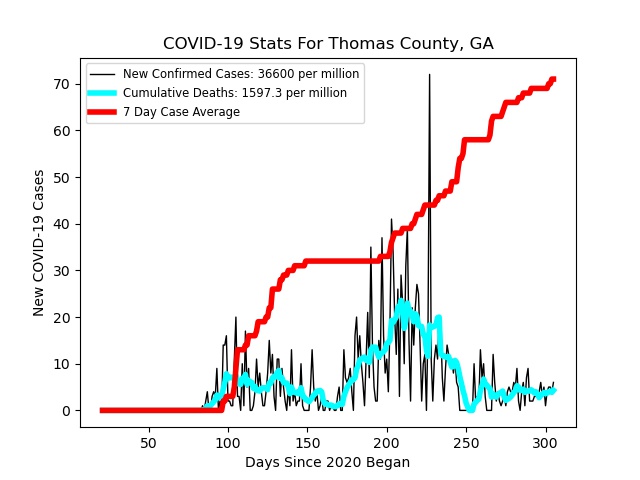 COVID-19 Stats For Thomas County, GA
New Confirmed Cases: 36600 per million
Cumulative Deaths: 1597.3 per million
7 Day Case Average
New COVID-19 Cases
70
60
50
40
30
20
10
0
50 100 150 200 250 300
Days Since 2020 Began